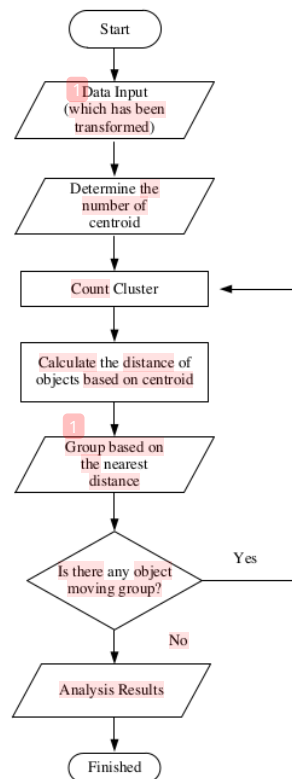 Start
1
Data Input
(which has been
transformed)
Determine the
number of
centroid
Count Cluster
Calculate the distance of
objects based on centroid
1
Group based on
the nearest
distance
Is there any object
moving group?
Yes
No
Analysis Results
Finished